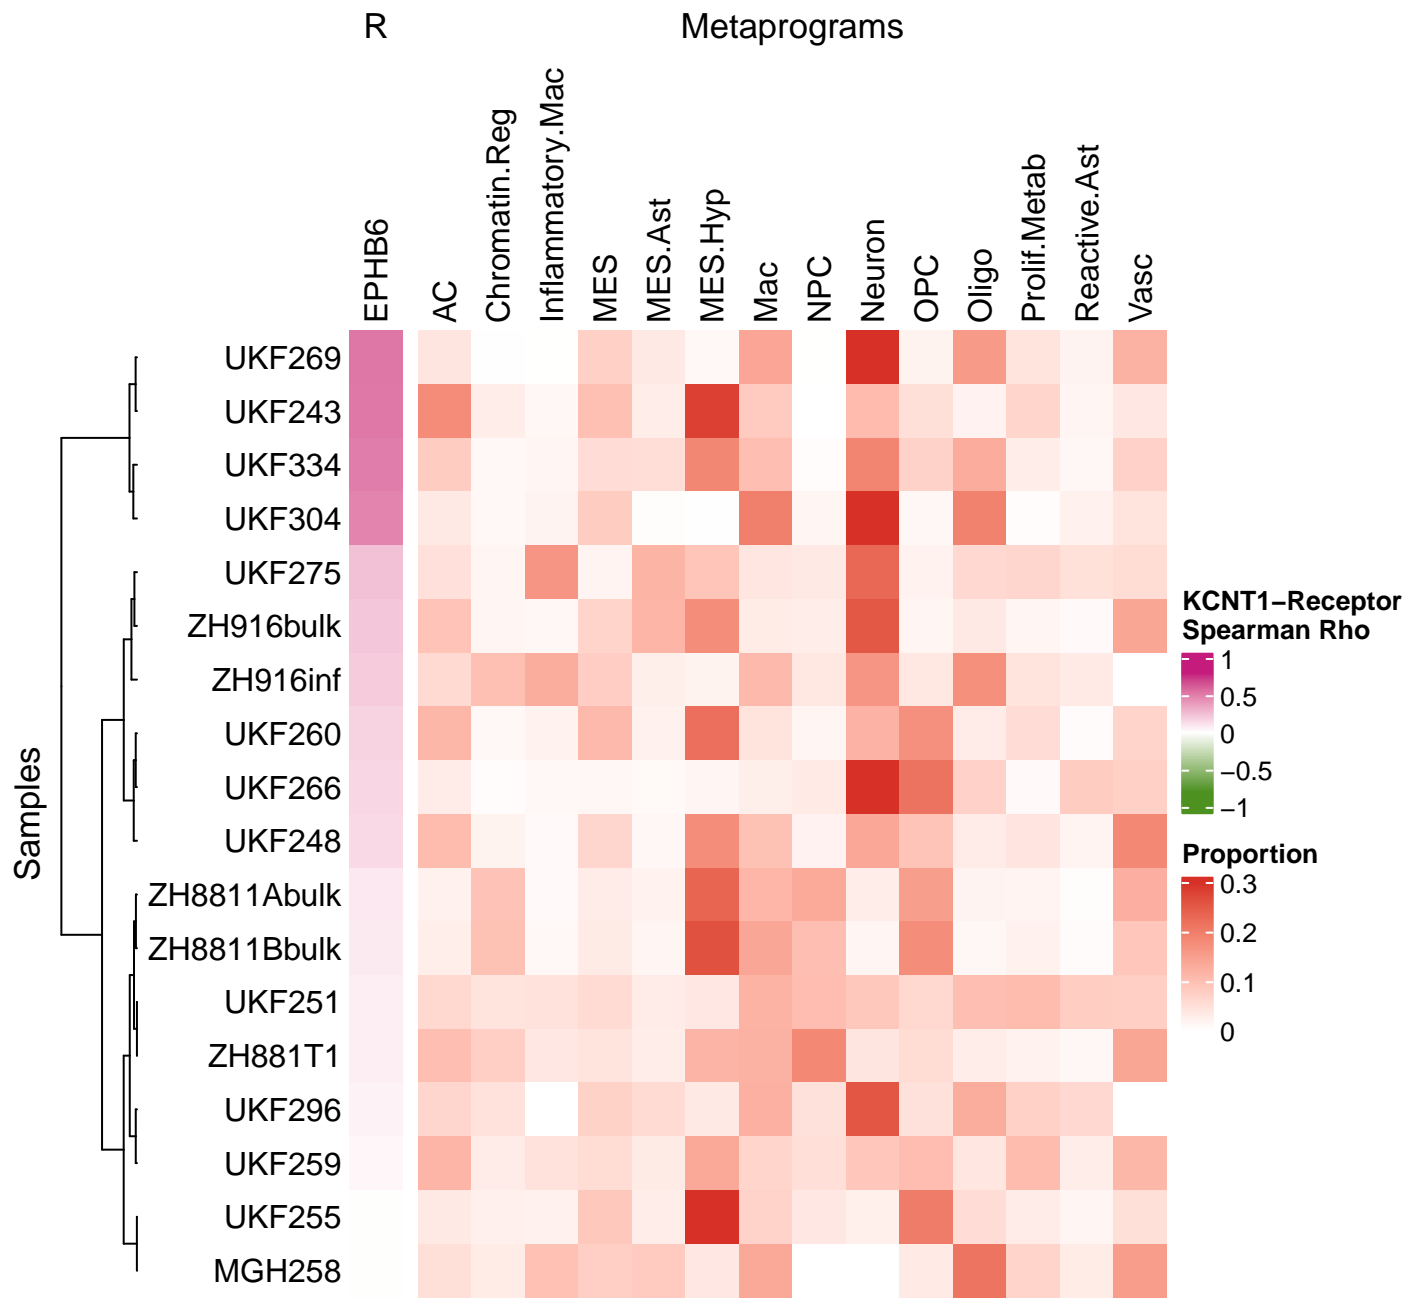 R Metaprograms
EPHB6
AC
Chromatin.Reg
Inflammatory.Mac
MES
MES.Ast
MES.Hyp
Mac
NPC
Neuron
OPC
Oligo
Prolif.Metab
Reactive.Ast
Vasc
Samples
UKF269
UKF243
UKF334
UKF304
UKF275
ZH916bulk
ZH916inf
UKF260
UKF266
UKF248
ZH8811Abulk
ZH8811Bbulk
UKF251
ZH881T1
UKF296
UKF259
UKF255
MGH258
KCNT1−Receptor
Spearman Rho
1
0.5
0
−0.5
−1
Proportion
0.3
0.2
0.1
0